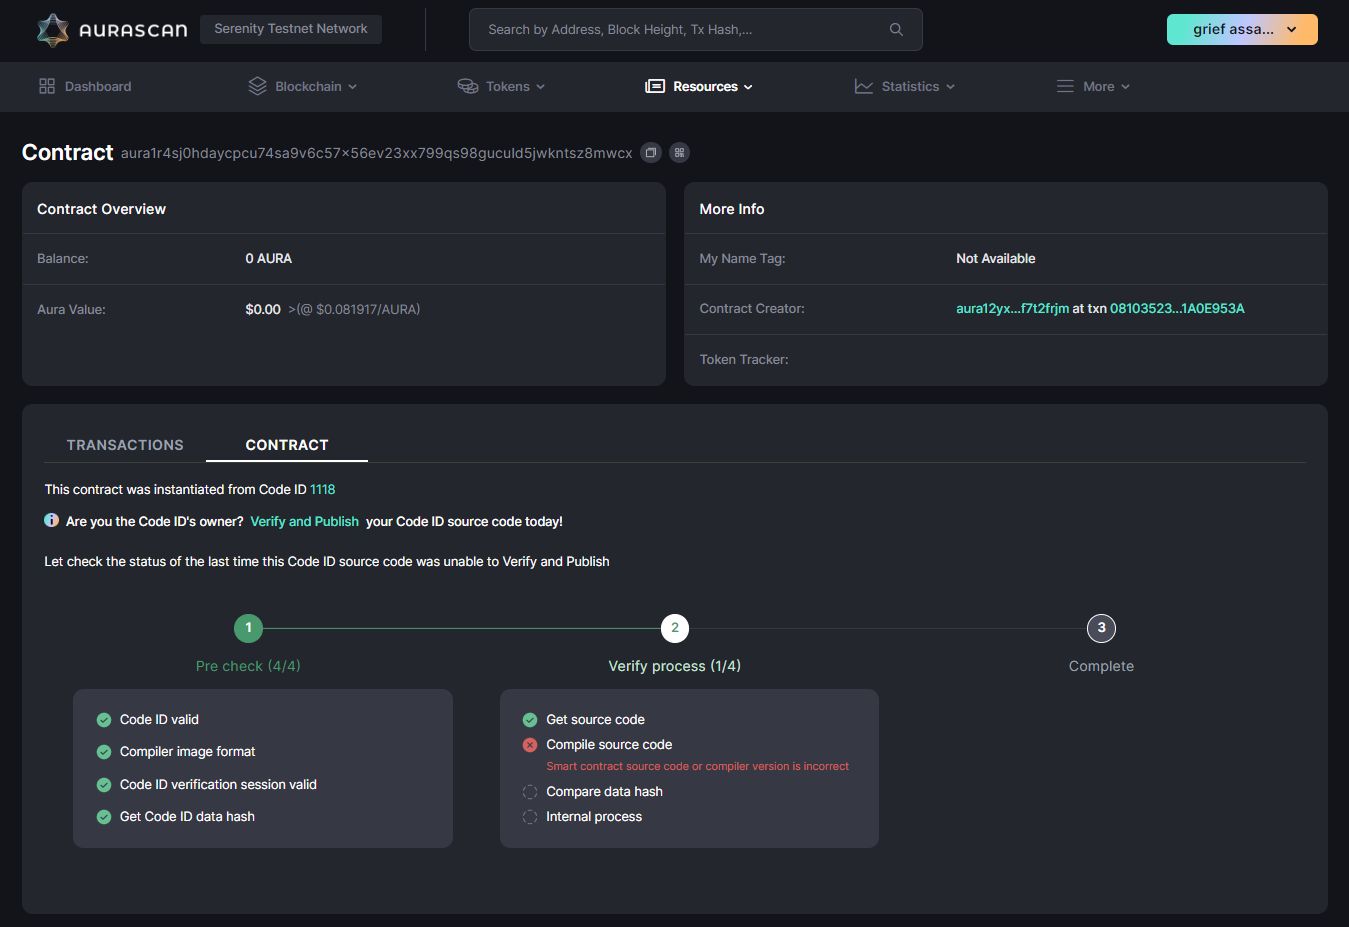 AURASCAN
Serenity Testnet Network
Search by Address, Block Height, Tx Hash,...
grief assa...
Dashboard
Blockchain
Tokens
Resources
Statistics
More
Contract aura1r4sj0hdaycpcu74sa9v6c57x56ev23xx799qs98guculd5jwkntsz8mwcx
Contract Overview
Balance: 0 AURA
Aura Value: $0.00 >(@ $0.081917/AURA)
More Info
My Name Tag: Not Available
Contract Creator: aura12yx...f7t2frjm at txn 08103523...1A0E953A
Token Tracker:
TRANSACTIONS
CONTRACT
This contract was instantiated from Code ID 1118
Are you the Code ID's owner? Verify and Publish your Code ID source code today!
Let check the status of the last time this Code ID source code was unable to Verify and Publish
1
Pre check (4/4)
Code ID valid
Compiler image format
Code ID verification session valid
Get Code ID data hash
2
Verify process (1/4)
Get source code
Compile source code
Smart contract source code or compiler version is incorrect
Compare data hash
Internal process
3
Complete